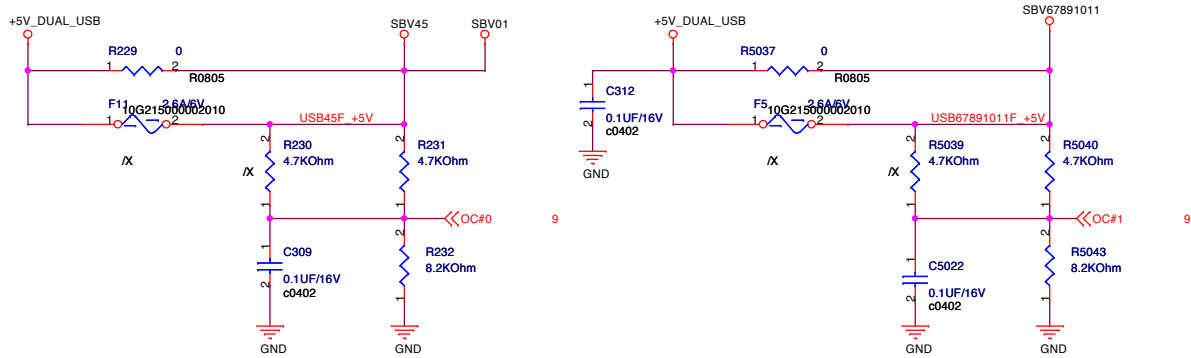 +5V_DUAL_USB
SBV45
SBV01
R229
0
1
2
R0805
F11
2.6A/6V
10G215000002010
1
2
/X
USB45F_+5V
2
R230
4.7KOhm
/X
1
2
R231
4.7KOhm
1
OC#0
9
1
C309
0.1UF/16V
2
c0402
GND
2
R232
8.2KOhm
1
GND
+5V_DUAL_USB
SBV67891011
R5037
0
1
2
R0805
1
C312
0.1UF/16V
2
c0402
GND
F5
2.6A/6V
10G215000002010
1
2
/X
USB67891011F_+5V
2
R5039
4.7KOhm
/X
1
2
R5040
4.7KOhm
1
OC#1
9
1
C5022
0.1UF/16V
2
c0402
GND
2
R5043
8.2KOhm
1
GND